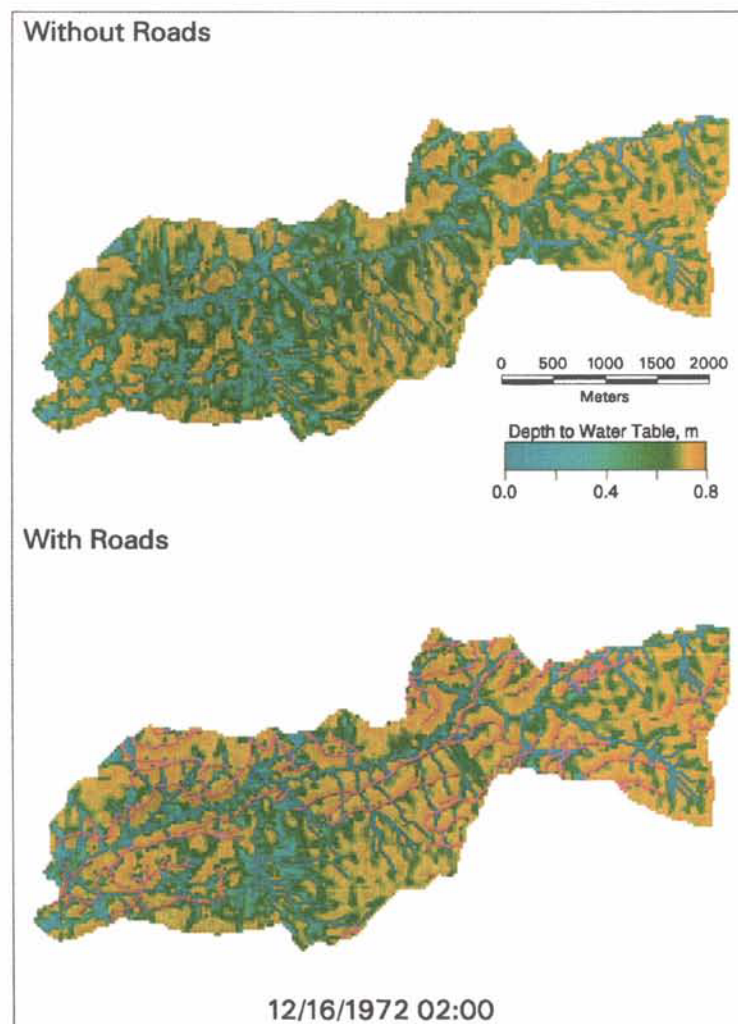 Without Roads
0 500 1000 1500 2000
Meters
Depth to Water Table, m
0.0 0.4 0.8
With Roads
12/16/1972 02:00